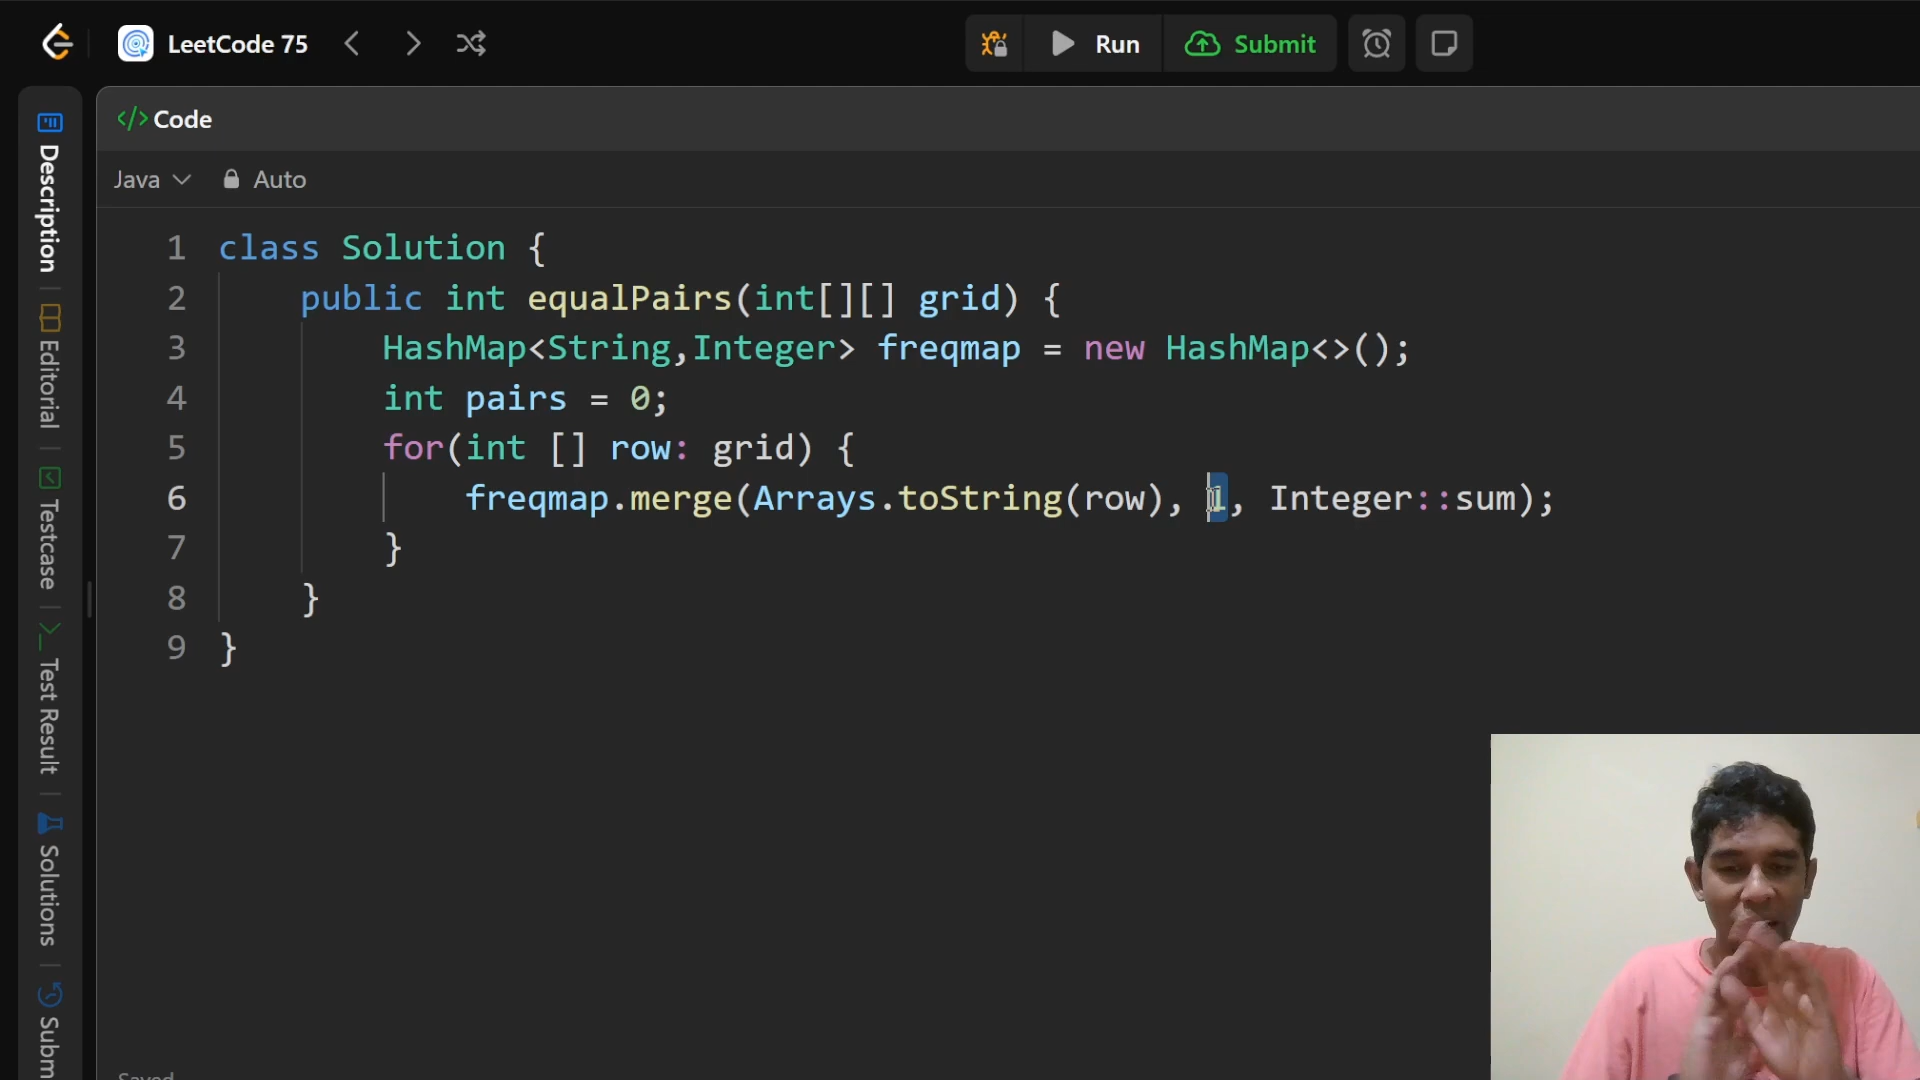 LeetCode 75
Run
Submit
</> Code
Java
Auto
1 class Solution {
2 public int equalPairs(int[][] grid) {
3 HashMap<String,Integer> freqmap = new HashMap<>();
4 int pairs = 0;
5 for(int [] row: grid) {
6 freqmap.merge(Arrays.toString(row), 1, Integer::sum);
7 }
8 }
9 }
Description
Editorial
Testcase
Test Result
Solutions
Subm
Saved